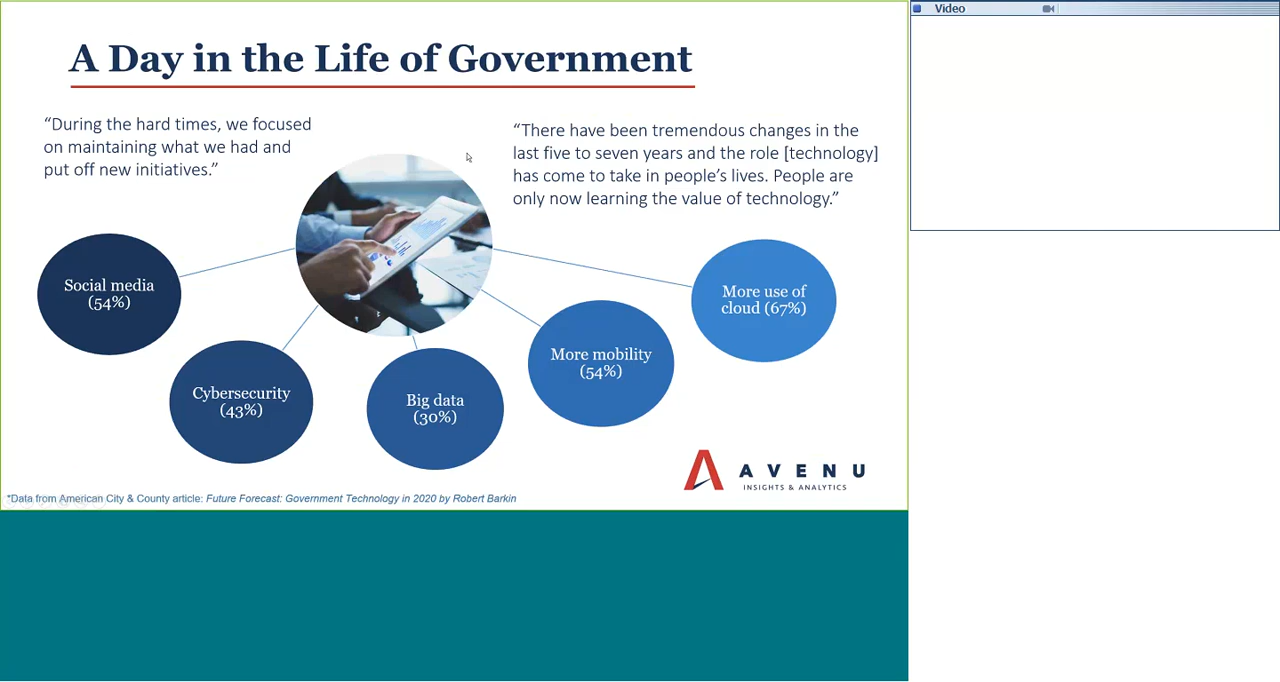 Video
A Day in the Life of Government
“During the hard times, we focused
on maintaining what we had and
put off new initiatives.”
“There have been tremendous changes in the
last five to seven years and the role [technology]
has come to take in people’s lives. People are
only now learning the value of technology.”
Social media
(54%)
Cybersecurity
(43%)
Big data
(30%)
More mobility
(54%)
More use of
cloud (67%)
AVENU
INSIGHTS & ANALYTICS
*Data from American City & County article: Future Forecast: Government Technology in 2020 by Robert Barkin